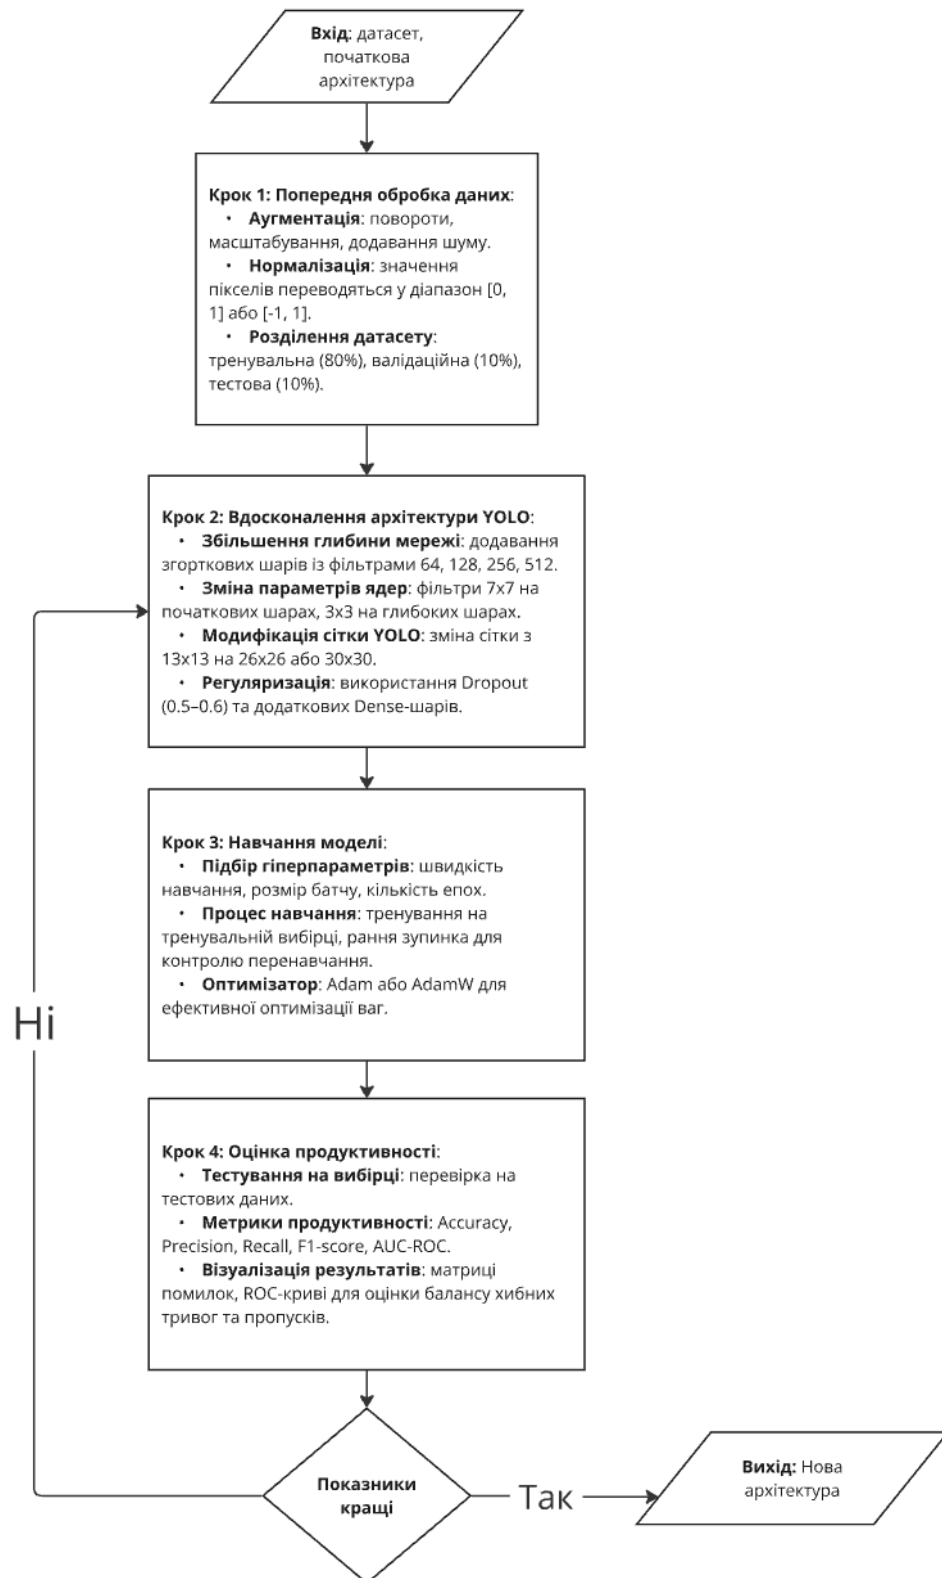 Вхід: датасет,
початкова
архітектура
Крок 1: Попередня обробка даних:
• Аугментація: повороти,
масштабування, додавання шуму.
• Нормалізація: значення
пікселів переводяться у діапазон [0,
1] або [-1, 1].
• Розділення датасету:
тренувальна (80%), валідаційна (10%),
тестова (10%).
Крок 2: Вдосконалення архітектури YOLO:
• Збільшення глибини мережі: додавання
згорткових шарів із фільтрами 64, 128, 256, 512.
• Зміна параметрів ядер: фільтри 7x7 на
початкових шарах, 3x3 на глибоких шарах.
• Модифікація сітки YOLO: зміна сітки з
13x13 на 26x26 або 30x30.
• Регуляризація: використання Dropout
(0.5–0.6) та додаткових Dense-шарів.
Крок 3: Навчання моделі:
• Підбір гіперпараметрів: швидкість
навчання, розмір батчу, кількість епох.
• Процес навчання: тренування на
тренувальній вибірці, рання зупинка для
контролю перенавчання.
• Оптимізатор: Adam або AdamW для
ефективної оптимізації ваг.
Ні
Крок 4: Оцінка продуктивності:
• Тестування на вибірці: перевірка на
тестових даних.
• Метрики продуктивності: Accuracy,
Precision, Recall, F1-score, AUC-ROC.
• Візуалізація результатів: матриці
помилок, ROC-криві для оцінки балансу хибних
тривог та пропусків.
Показники
кращі
Так
Вихід: Нова
архітектура